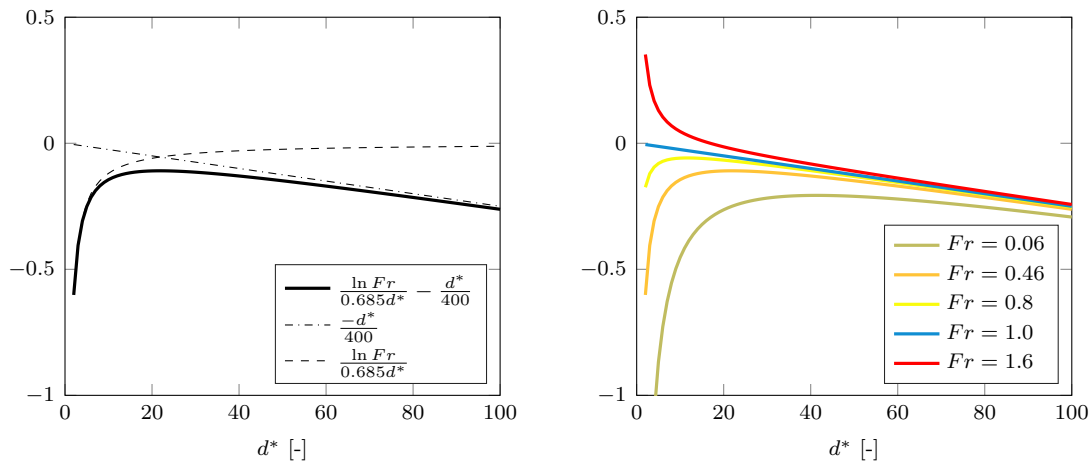 0.5
0
−0.5
−1
0
20
40
60
80
100
d* [-]
ln Fr / 0.685d* − d* / 400
−d* / 400
ln Fr / 0.685d*
0.5
0
−0.5
−1
0
20
40
60
80
100
d* [-]
Fr = 0.06
Fr = 0.46
Fr = 0.8
Fr = 1.0
Fr = 1.6